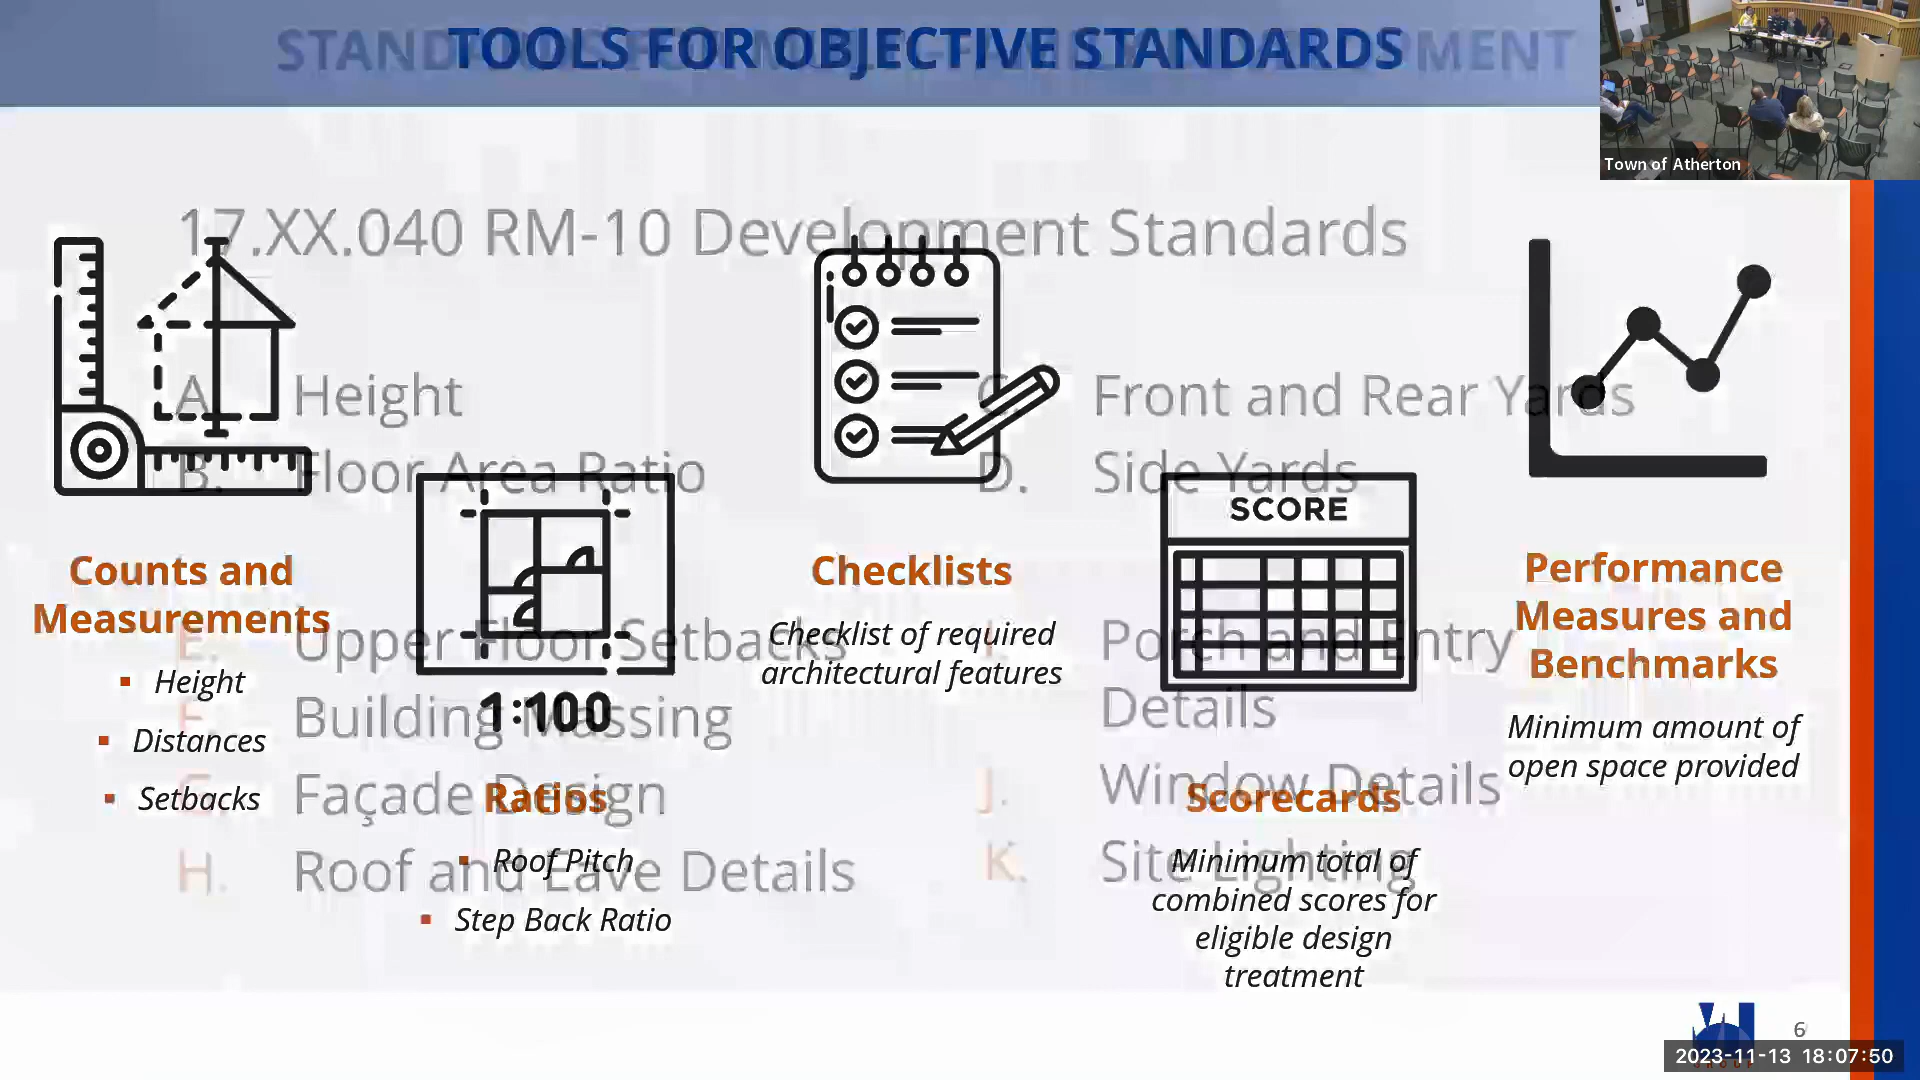 TOOLS FOR OBJECTIVE STANDARDS
STAND
MENT
Town of Atherton
17.XX.040 RM-10 Development Standards
A. Height
B. Floor Area Ratio
C. Front and Rear Yards
D. Side Yards
E. Upper Floor Setbacks
F. Building Massing
G. Façade Design
H. Roof and Eave Details
I. Porch and Entry
Details
J. Window Details
K. Site Lighting
Counts and
Measurements
Height
Distances
Setbacks
1:100
Ratios
Roof Pitch
Step Back Ratio
Checklists
Checklist of required
architectural features
SCORE
Scorecards
Minimum total of
combined scores for
eligible design
treatment
Performance
Measures and
Benchmarks
Minimum amount of
open space provided
6
2023-11-13 18:07:50